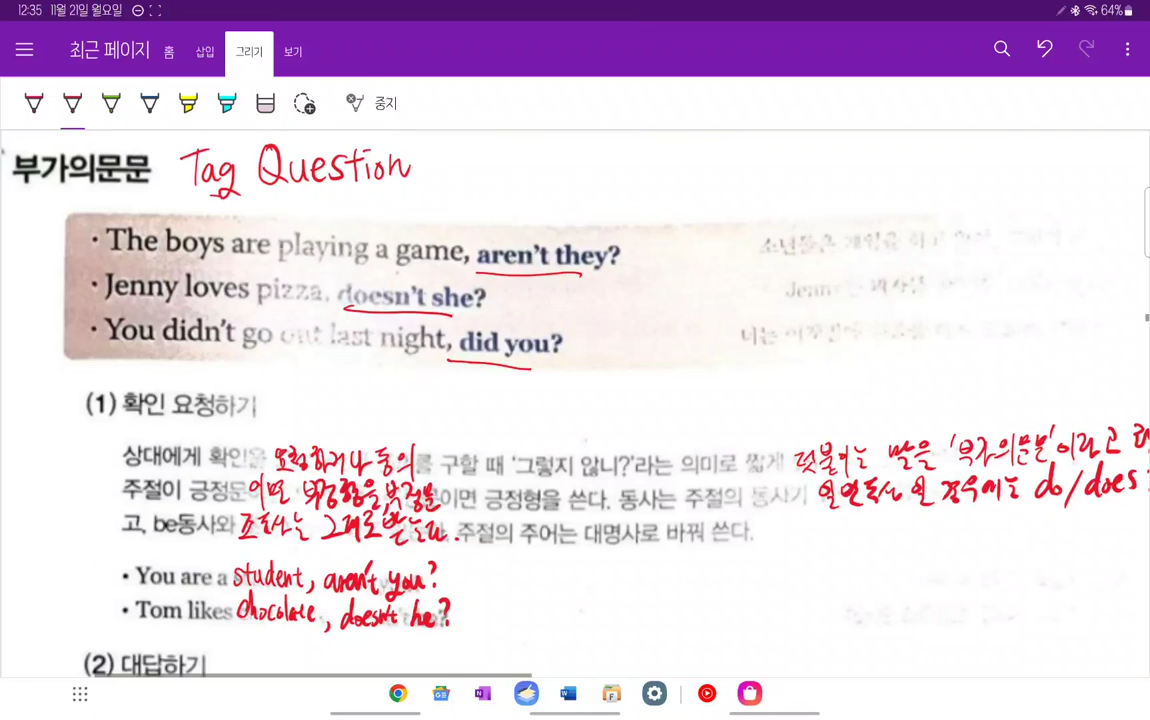 12:35 11월 21일 월요일 64%
최근 페이지 홈 삽입 그리기 보기
중지
부가의문문 Tag Question
· The boys are playing a game, aren't they?
· Jenny loves pizza, doesn't she?
· You didn't go out last night, did you?
(1) 확인 요청하기
상대에게 확인을 요청하거나 동의를 구할 때 '그렇지 않니?'라는 의미로 짧게 덧붙이는 말을 '부가의문문'이라고
주절이 긍정문이면 부정형을, 부정문이면 긍정형을 쓴다. 동사는 주절의 동사가 일반동사일 경우에는 do/does
고, be동사와 조동사는 그대로 받는다. 주절의 주어는 대명사로 바꿔 쓴다.
• You are a student, aren't you?
• Tom likes chocolate, doesn't he?
(2) 대답하기